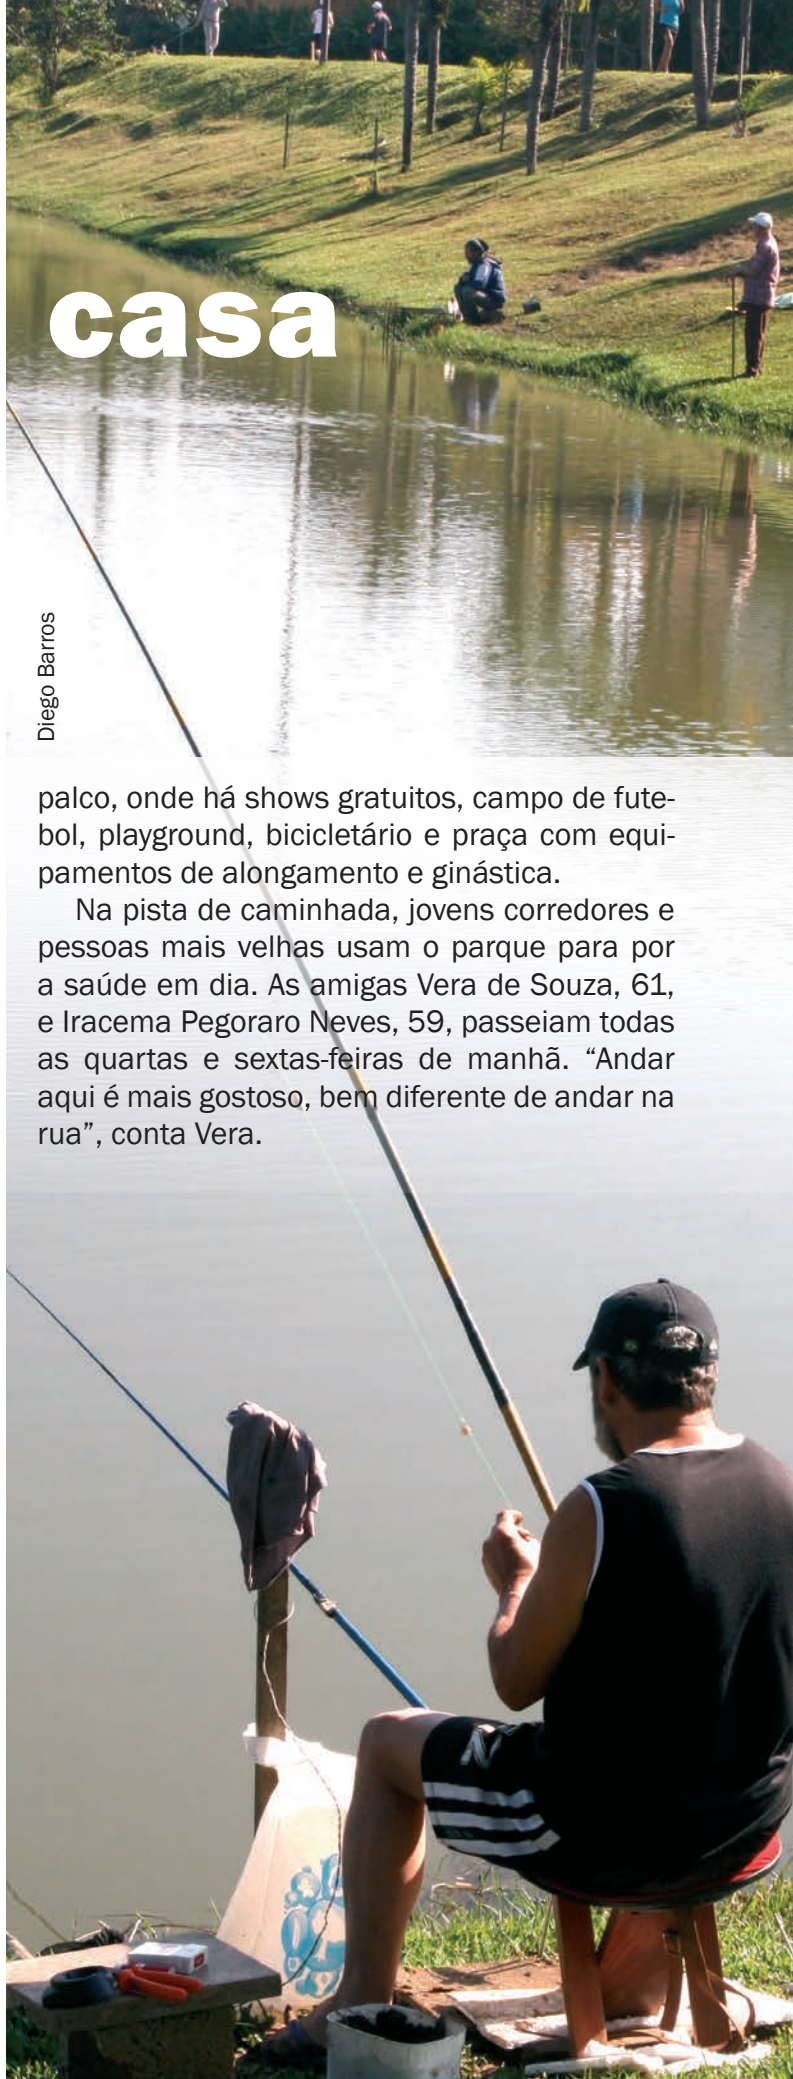 casa
Diego Barros
palco, onde há shows gratuitos, campo de fute-
bol, playground, bicicletário e praça com equi-
pamentos de alongamento e ginástica.
Na pista de caminhada, jovens corredores e
pessoas mais velhas usam o parque para por
a saúde em dia. As amigas Vera de Souza, 61,
e Iracema Pegoraro Neves, 59, passeiam todas
as quartas e sextas-feiras de manhã. “Andar
aqui é mais gostoso, bem diferente de andar na
rua”, conta Vera.